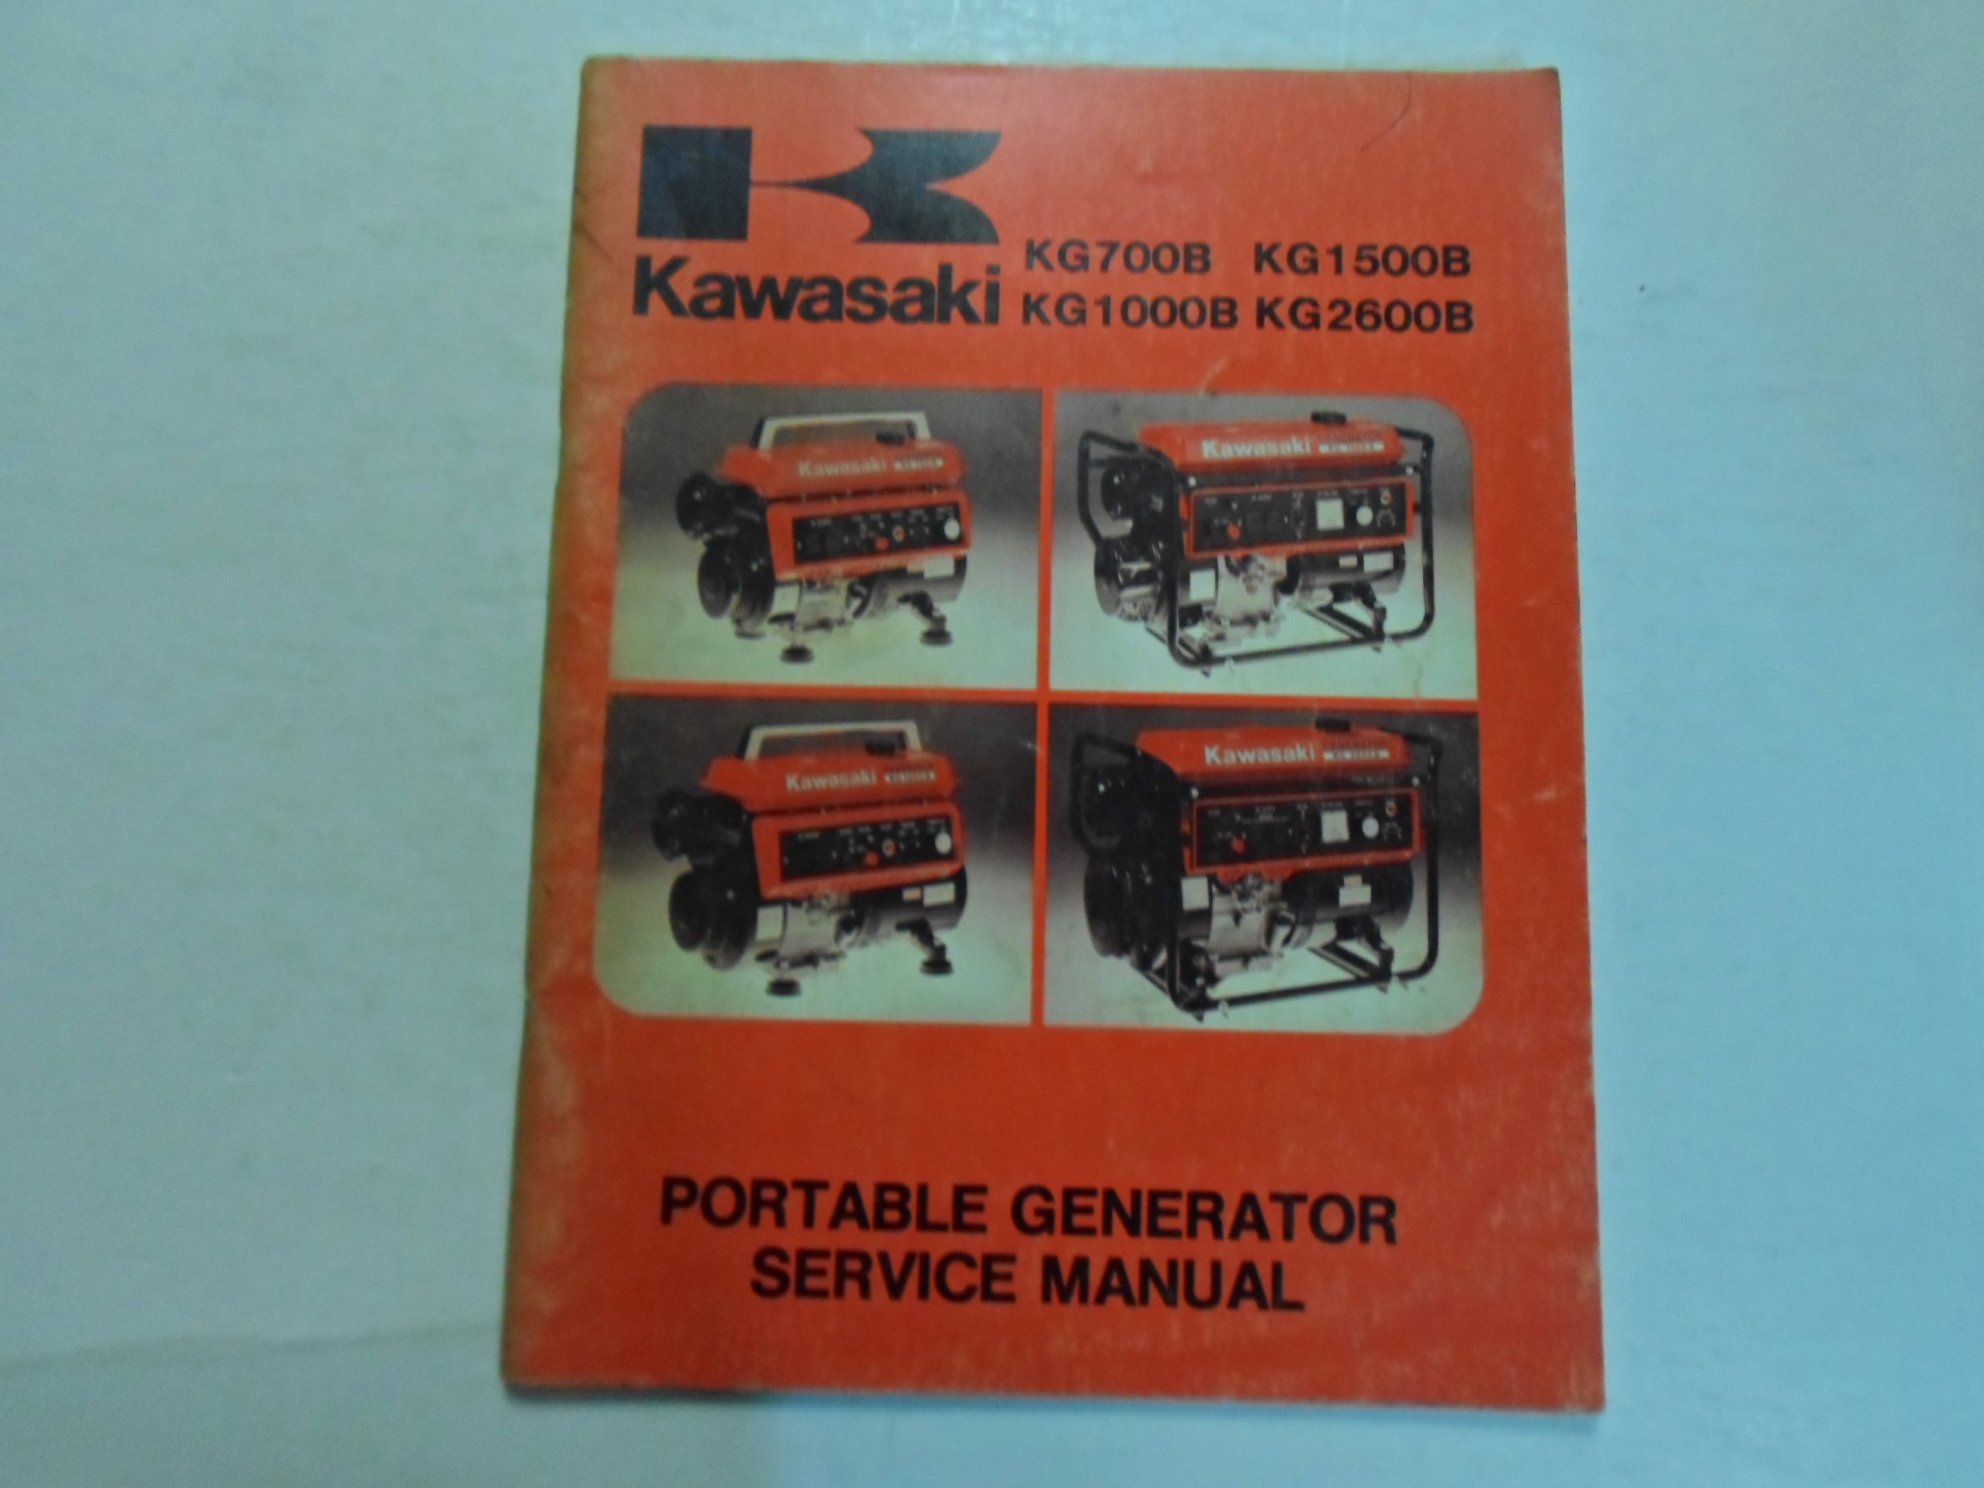 Kawasaki
KG700B KG1500B
KG1000B KG2600B
Kawasaki
Kawasaki
Kawasaki
Kawasaki
PORTABLE GENERATOR
SERVICE MANUAL